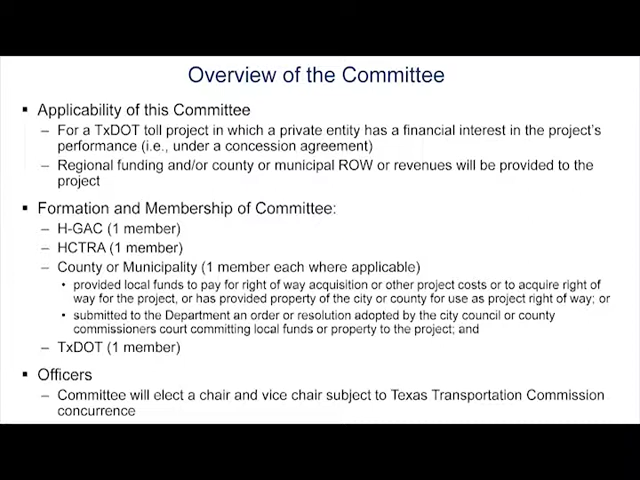 Overview of the Committee
▪ Applicability of this Committee
– For a TxDOT toll project in which a private entity has a financial interest in the project's
performance (i.e., under a concession agreement)
– Regional funding and/or county or municipal ROW or revenues will be provided to the
project
▪ Formation and Membership of Committee:
– H-GAC (1 member)
– HCTRA (1 member)
– County or Municipality (1 member each where applicable)
• provided local funds to pay for right of way acquisition or other project costs or to acquire right of
way for the project, or has provided property of the city or county for use as project right of way; or
• submitted to the Department an order or resolution adopted by the city council or county
commissioners court committing local funds or property to the project; and
– TxDOT (1 member)
▪ Officers
– Committee will elect a chair and vice chair subject to Texas Transportation Commission
concurrence